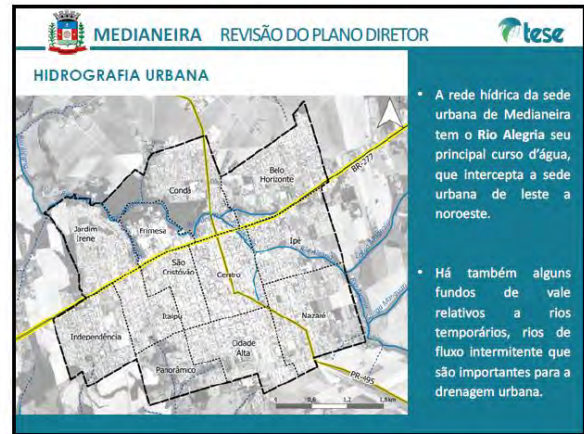 MEDIANEIRA REVISÃO DO PLANO DIRETOR
tese
HIDROGRAFIA URBANA
Condá
Belo
Horizonte
BR-277
Jardim
Irene
Frimesa
São
Cristóvão
Centro
Ipê
Itaipu
Nazaré
Independência
Cidade
Alta
Panorâmico
PR-495
• A rede hídrica da sede
urbana de Medianeira
tem o Rio Alegria seu
principal curso d'água,
que intercepta a sede
urbana de leste a
noroeste.
• Há também alguns
fundos de vale
relativos a rios
temporários, rios de
fluxo intermitente que
são importantes para a
drenagem urbana.